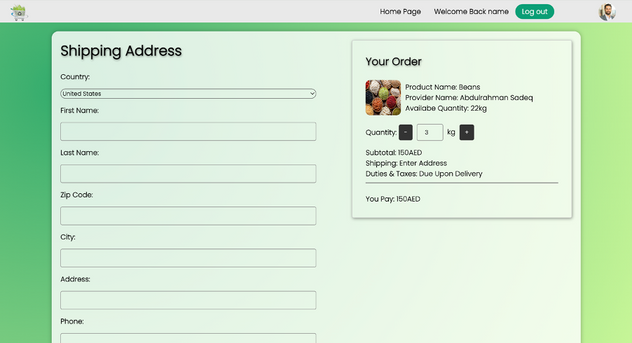 Home Page
Welcome Back name
Log out
Shipping Address
Country:
United States
First Name:
Last Name:
Zip Code:
City:
Address:
Phone:
Your Order
Product Name: Beans
Provider Name: Abdulrahman Sadeq
Availabe Quantity: 22kg
Quantity: - 3 kg +
Subtotal: 150AED
Shipping: Enter Address
Duties & Taxes: Due Upon Delivery
You Pay: 150AED